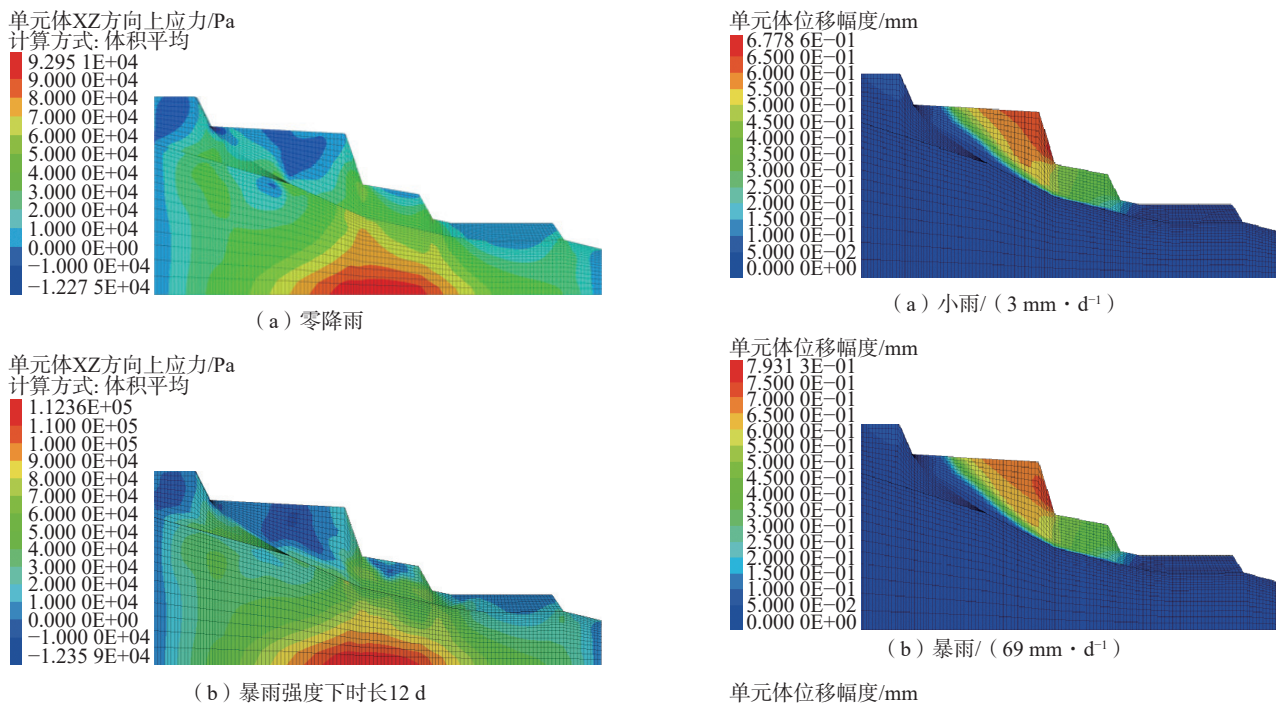 单元体XZ方向上应力/Pa
计算方式: 体积平均
9.295 1E+04
9.000 0E+04
8.000 0E+04
7.000 0E+04
6.000 0E+04
5.000 0E+04
4.000 0E+04
3.000 0E+04
2.000 0E+04
1.000 0E+04
0.000 0E+00
−1.000 0E+04
−1.227 5E+04
（a）零降雨
单元体XZ方向上应力/Pa
计算方式: 体积平均
1.1236E+05
1.100 0E+05
1.000 0E+05
9.000 0E+04
8.000 0E+04
7.000 0E+04
6.000 0E+04
5.000 0E+04
4.000 0E+04
3.000 0E+04
2.000 0E+04
1.000 0E+04
0.000 0E+00
−1.000 0E+04
−1.235 9E+04
（b）暴雨强度下时长12 d
单元体位移幅度/mm
6.778 6E−01
6.500 0E−01
6.000 0E−01
5.500 0E−01
5.000 0E−01
4.500 0E−01
4.000 0E−01
3.500 0E−01
3.000 0E−01
2.500 0E−01
2.000 0E−01
1.500 0E−01
1.000 0E−01
5.000 0E−02
0.000 0E+00
（a）小雨/（3 mm · d⁻¹）
单元体位移幅度/mm
7.931 3E−01
7.500 0E−01
7.000 0E−01
6.500 0E−01
6.000 0E−01
5.500 0E−01
5.000 0E−01
4.500 0E−01
4.000 0E−01
3.500 0E−01
3.000 0E−01
2.500 0E−01
2.000 0E−01
1.500 0E−01
1.000 0E−01
5.000 0E−02
0.000 0E+00
（b）暴雨/（69 mm · d⁻¹）
单元体位移幅度/mm